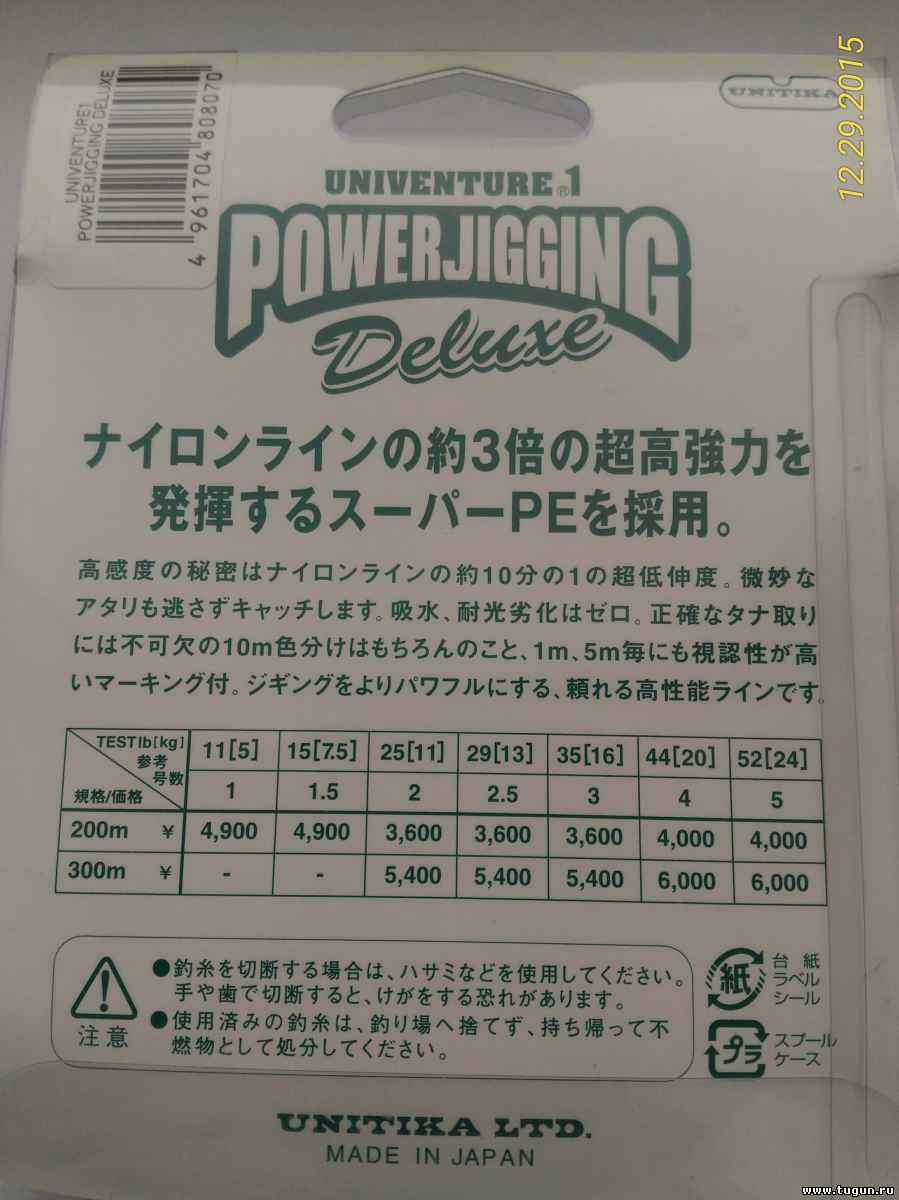 UNIVENTURE1
POWERJIGGING DELUXE
4 961704 808070
UNITIKA
12.29.2015
UNIVENTURE®1
POWERJIGGING
Deluxe
ナイロンラインの約3倍の超高強力を
発揮するスーパーPEを採用。
高感度の秘密はナイロンラインの約10分の1の超低伸度。微妙な
アタリも逃さずキャッチします。吸水、耐光劣化はゼロ。正確なタナ取り
には不可欠の10m色分けはもちろんのこと、1m、5m毎にも視認性が高
いマーキング付。ジギングをよりパワフルにする、頼れる高性能ラインです。
TEST lb[kg] 11[5] 15[7.5] 25[11] 29[13] 35[16] 44[20] 52[24]
参考
号数 1 1.5 2 2.5 3 4 5
規格/価格
200m ¥ 4,900 4,900 3,600 3,600 3,600 4,000 4,000
300m ¥ - - 5,400 5,400 5,400 6,000 6,000
注意
●釣糸を切断する場合は、ハサミなどを使用してください。
手や歯で切断すると、けがをする恐れがあります。
●使用済みの釣糸は、釣り場へ捨てず、持ち帰って不
燃物として処分してください。
紙
台紙
ラベル
シール
プラ
スプール
ケース
UNITIKA LTD.
MADE IN JAPAN
www.tugun.ru